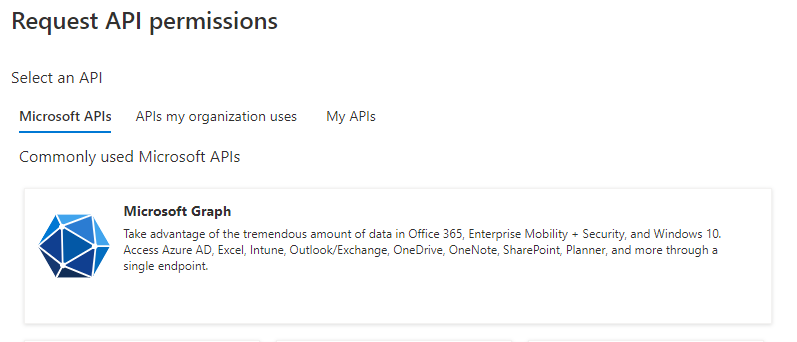 Request API permissions
Select an API
Microsoft APIs
APIs my organization uses
My APIs
Commonly used Microsoft APIs
Microsoft Graph
Take advantage of the tremendous amount of data in Office 365, Enterprise Mobility + Security, and Windows 10.
Access Azure AD, Excel, Intune, Outlook/Exchange, OneDrive, OneNote, SharePoint, Planner, and more through a
single endpoint.